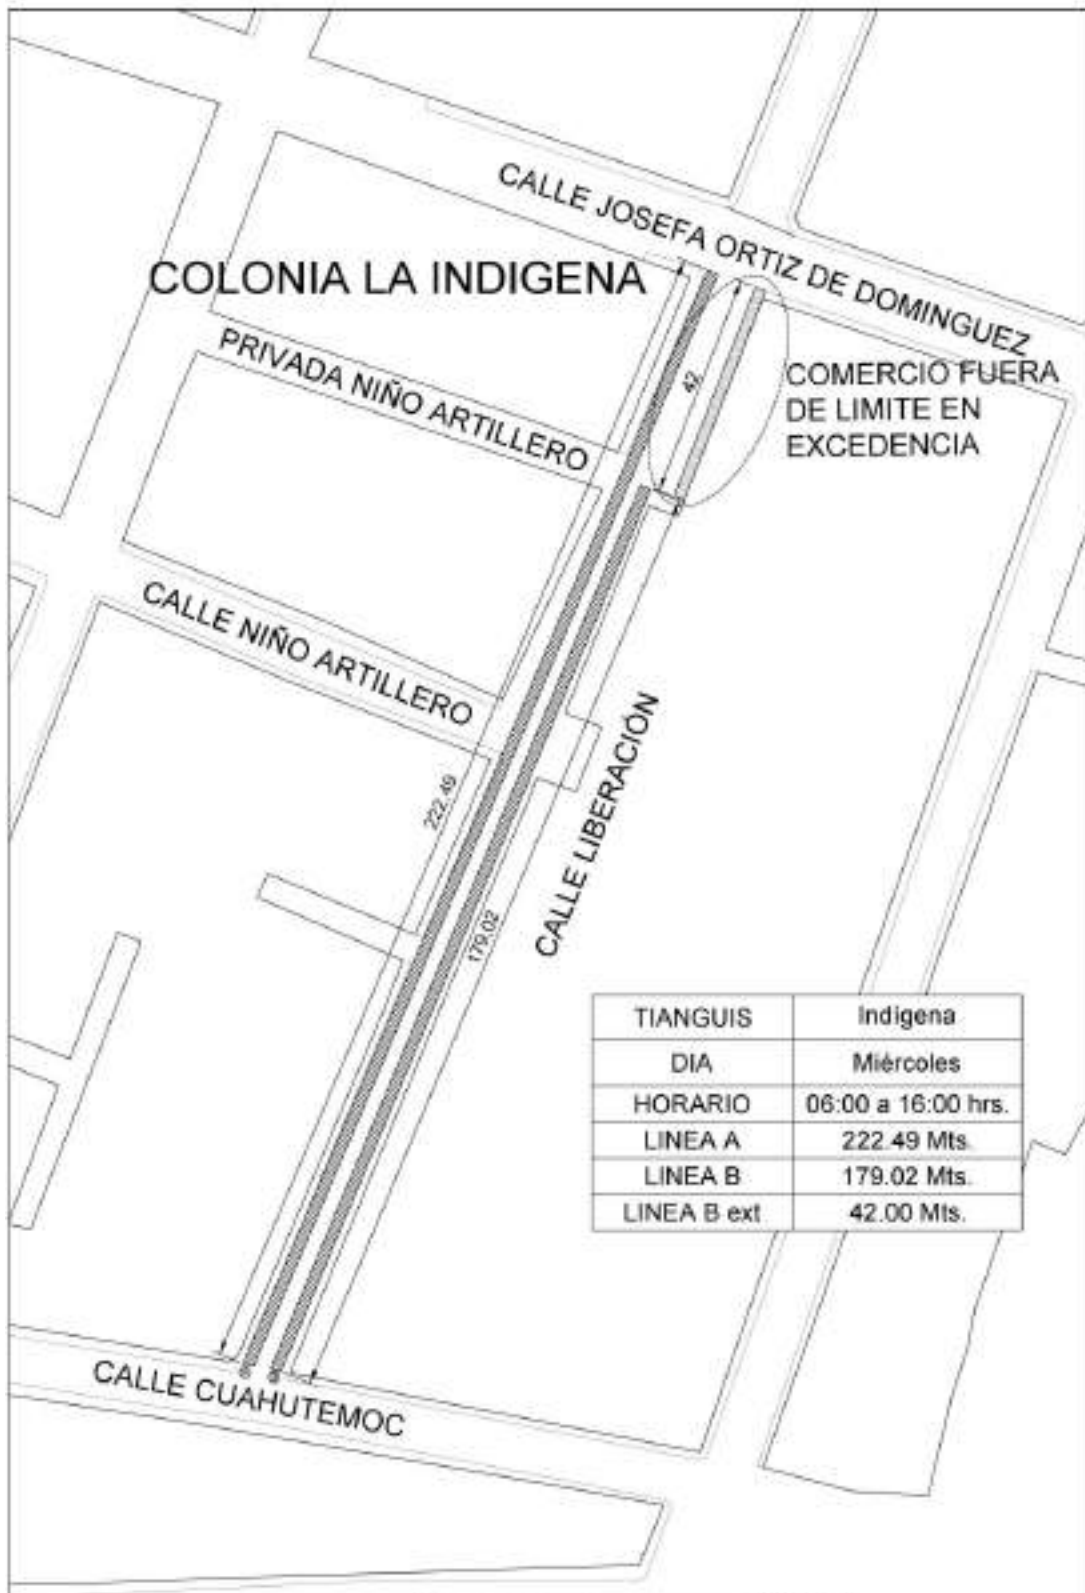 CALLE JOSEFA ORTIZ DE DOMINGUEZ
COLONIA LA INDIGENA
PRIVADA NIÑO ARTILLERO
42
COMERCIO FUERA
DE LIMITE EN
EXCEDENCIA
CALLE NIÑO ARTILLERO
222.49
179.02
CALLE LIBERACIÓN
TIANGUIS Indigena
DIA Miércoles
HORARIO 06:00 a 16:00 hrs.
LINEA A 222.49 Mts.
LINEA B 179.02 Mts.
LINEA B ext 42.00 Mts.
CALLE CUAHUTEMOC